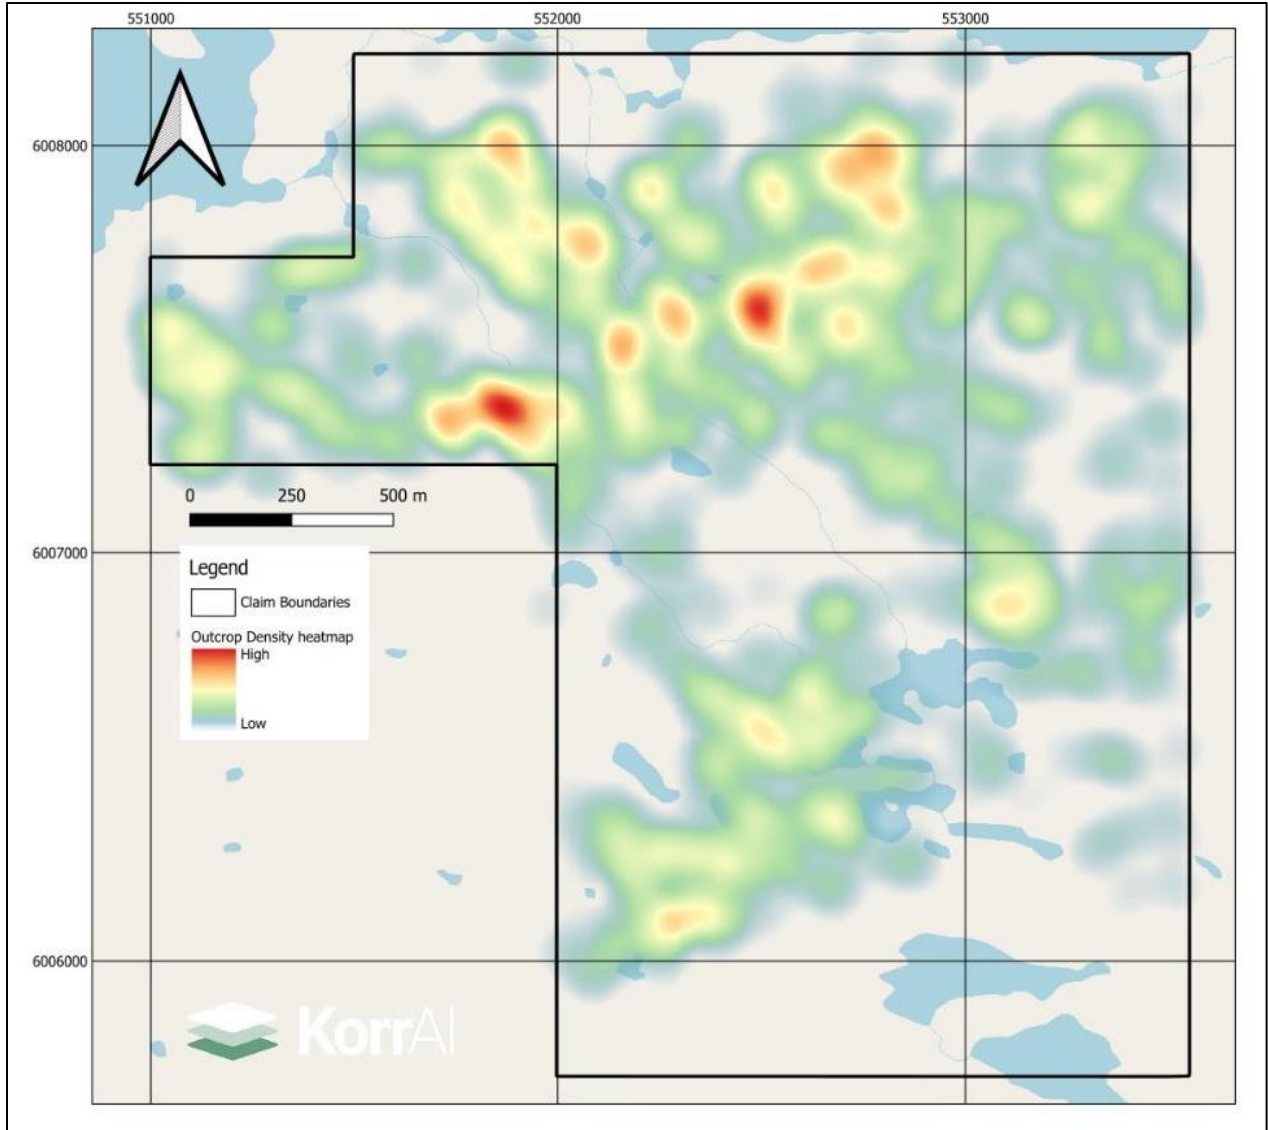 551000 552000 553000
6008000
0 250 500 m
6007000
Legend
Claim Boundaries
Outcrop Density heatmap
High
Low
6006000
KorrAI